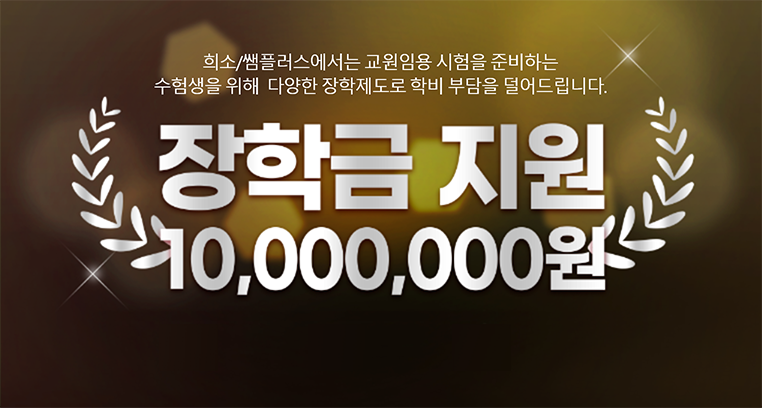 희소/쌤플러스에서는 교원임용 시험을 준비하는
수험생을 위해 다양한 장학제도로 학비 부담을 덜어드립니다.
장학금 지원
10,000,000원